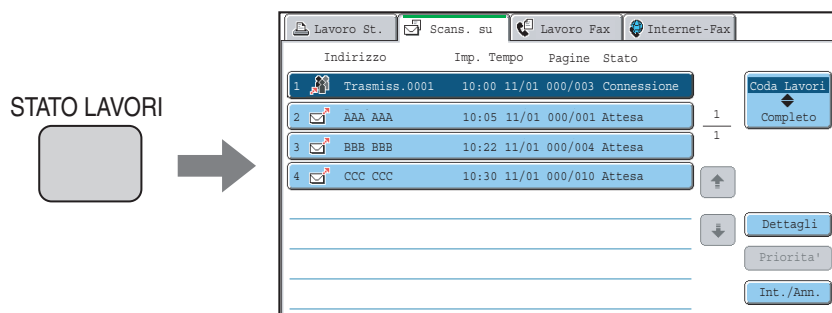 STATO LAVORI
Lavoro St. Scans. su Lavoro Fax Internet-Fax
Indirizzo Imp. Tempo Pagine Stato
1 Trasmiss.0001 10:00 11/01 000/003 Connessione
2 AAA AAA 10:05 11/01 000/001 Attesa
3 BBB BBB 10:22 11/01 000/004 Attesa
4 CCC CCC 10:30 11/01 000/010 Attesa
1
1
Coda Lavori
Completo
Dettagli
Priorita'
Int./Ann.